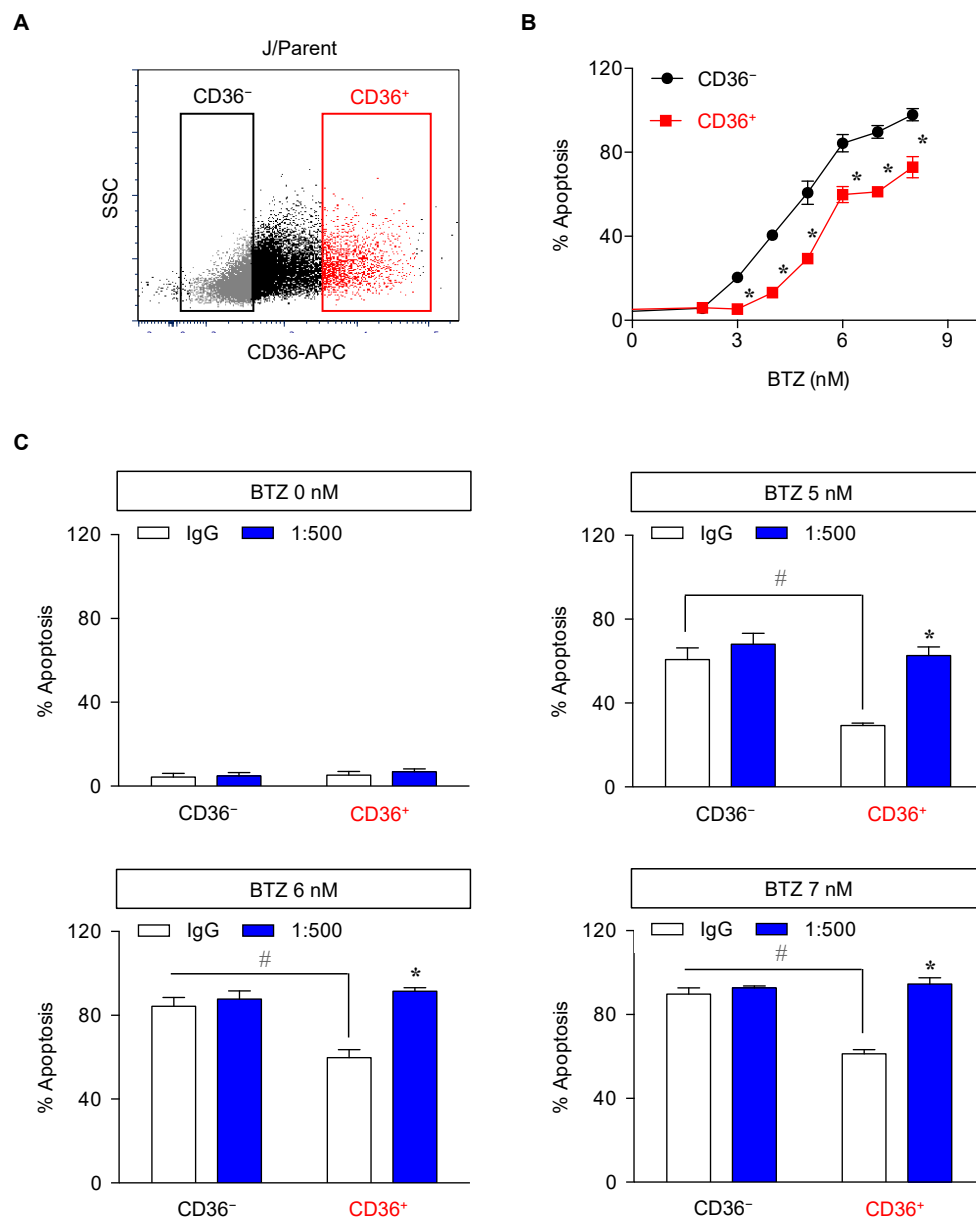 A
J/Parent
CD36⁻
CD36⁺
SSC
CD36-APC
B
120
80
40
0
% Apoptosis
CD36⁻
CD36⁺
*
*
*
*
*
*
0
3
6
9
BTZ (nM)
C
BTZ 0 nM
IgG
1:500
120
80
40
0
% Apoptosis
CD36⁻
CD36⁺
BTZ 5 nM
IgG
1:500
120
80
40
0
% Apoptosis
#
*
CD36⁻
CD36⁺
BTZ 6 nM
IgG
1:500
120
80
40
0
% Apoptosis
#
*
CD36⁻
CD36⁺
BTZ 7 nM
IgG
1:500
120
80
40
0
% Apoptosis
#
*
CD36⁻
CD36⁺